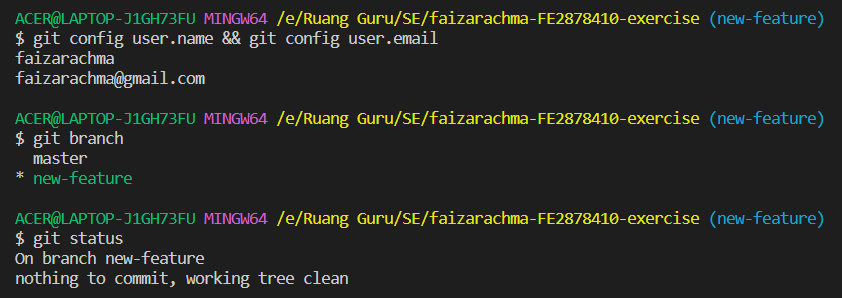 ACER@LAPTOP-J1GH73FU MINGW64 /e/Ruang Guru/SE/faizarachma-FE2878410-exercise (new-feature)
$ git config user.name && git config user.email
faizarachma
faizarachma@gmail.com
ACER@LAPTOP-J1GH73FU MINGW64 /e/Ruang Guru/SE/faizarachma-FE2878410-exercise (new-feature)
$ git branch
  master
* new-feature
ACER@LAPTOP-J1GH73FU MINGW64 /e/Ruang Guru/SE/faizarachma-FE2878410-exercise (new-feature)
$ git status
On branch new-feature
nothing to commit, working tree clean